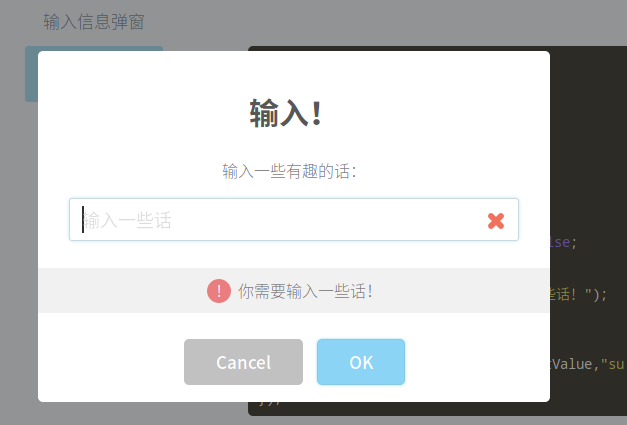 输入信息弹窗
输入！
输入一些有趣的话：
输入一些话
lse;
! 你需要输入一些话！
些话！");
Cancel
OK
tValue,"su
});